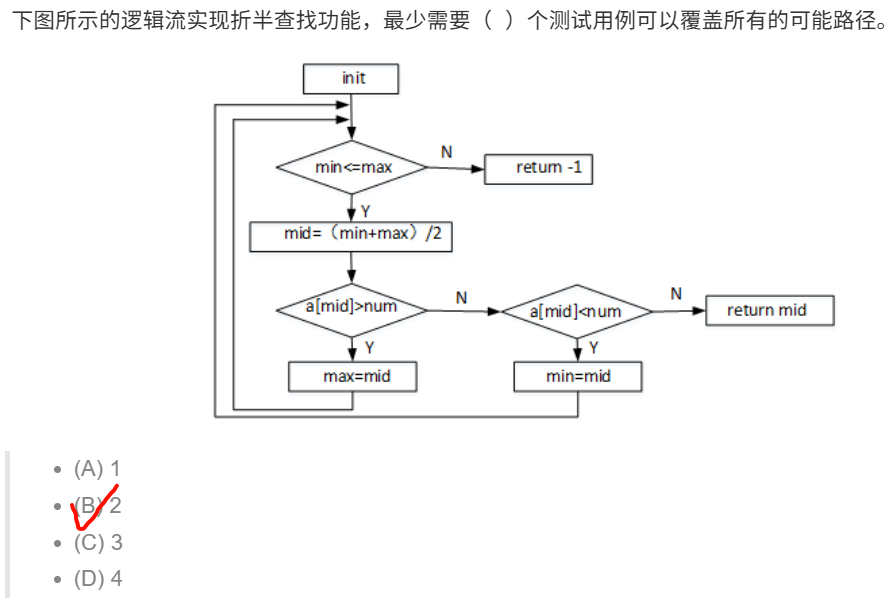 下图所示的逻辑流实现折半查找功能，最少需要（ ）个测试用例可以覆盖所有的可能路径。
init
min<=max
N
return -1
Y
mid=（min+max）/2
a[mid]>num
N
a[mid]<num
N
return mid
Y
Y
max=mid
min=mid
(A) 1
(B) 2
(C) 3
(D) 4